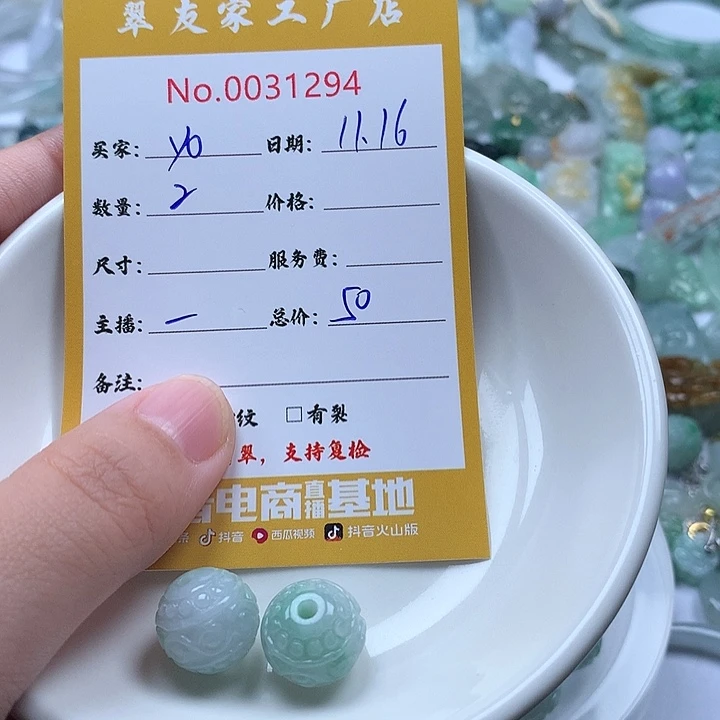 翠友家工厂店
No.0031294
买家: yo 日期: 11.16
数量: 2 价格:
尺寸: 服务费:
主播: 一 总价: 50
备注:
纹 □有裂
翠，支持复检
电商直播基地
条 抖音 西瓜视频 抖音火山版